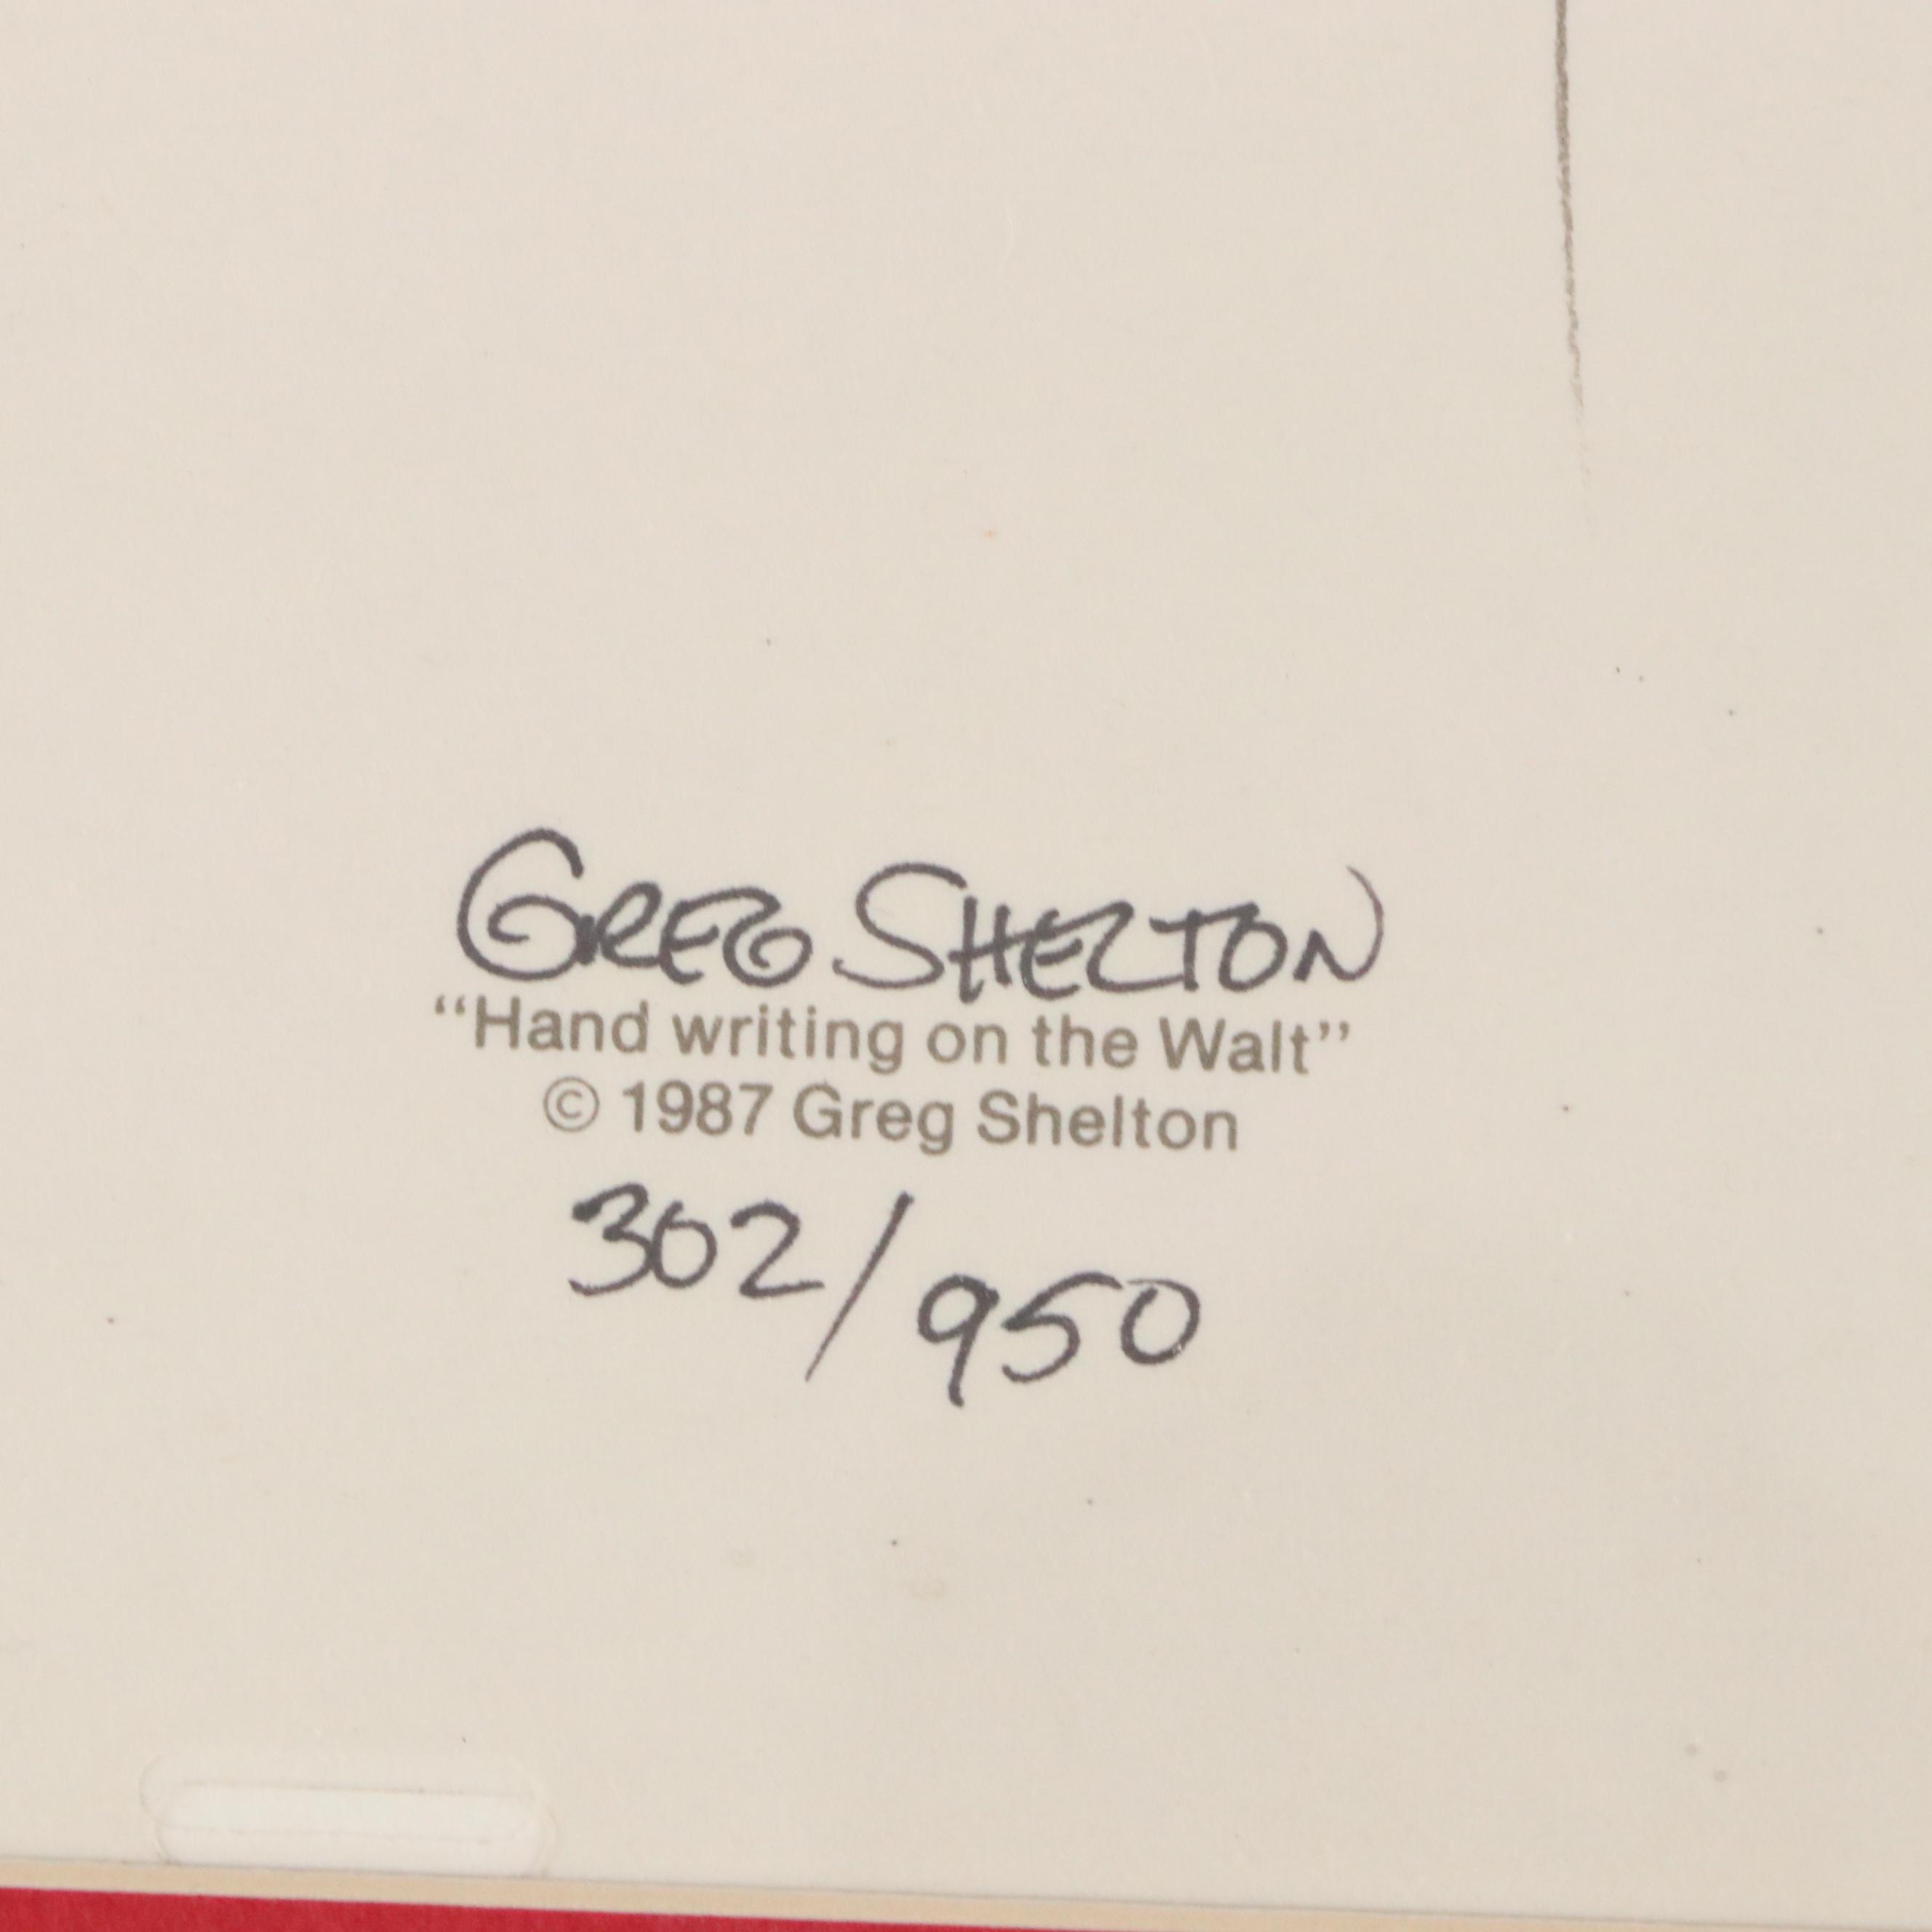 GREG SHELTON
“Hand writing on the Walt”
© 1987 Greg Shelton
302/950